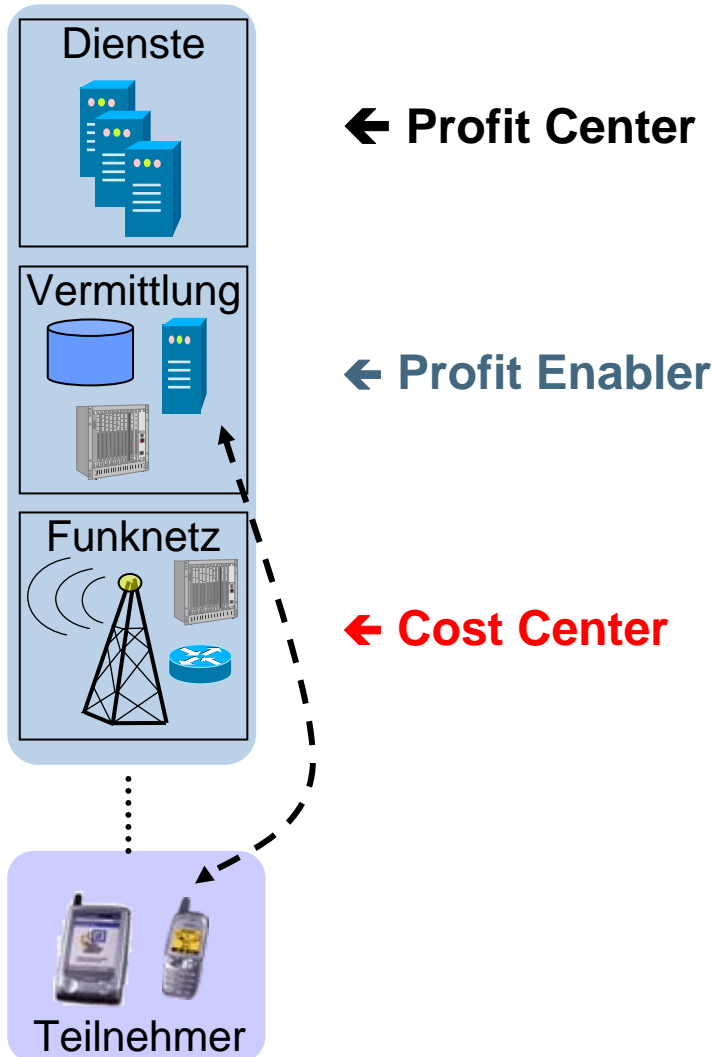 Dienste
← Profit Center
Vermittlung
← Profit Enabler
Funknetz
← Cost Center
Teilnehmer